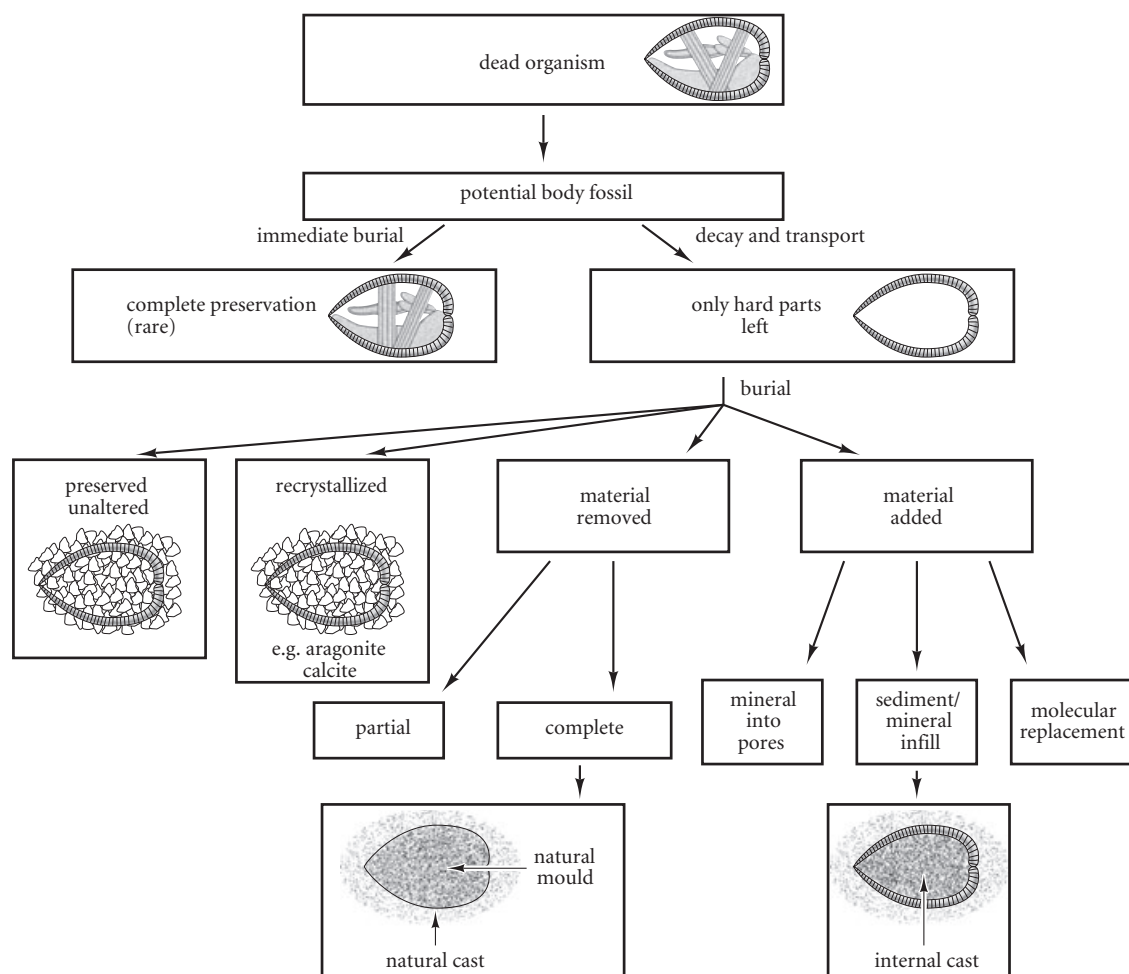 dead organism
potential body fossil
immediate burial
decay and transport
complete preservation
(rare)
only hard parts
left
burial
preserved
unaltered
recrystallized
e.g. aragonite
calcite
material
removed
material
added
partial
complete
mineral
into
pores
sediment/
mineral
infill
molecular
replacement
natural
mould
natural cast
internal cast